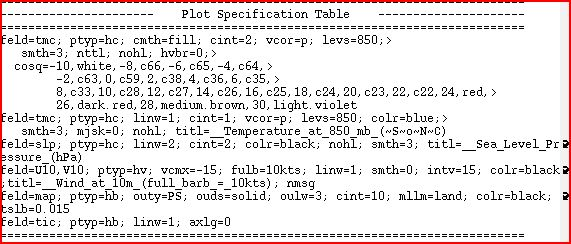 ===========================================================================
---------------------- Plot Specification Table ---------------------
===========================================================================
feld=tmc; ptyp=hc; cmth=fill; cint=2; vcor=p; levs=850;>
smth=3; nttl; nohl; hvbr=0;>
cosq=-10,white,-8,c66,-6,c65,-4,c64,>
-2,c63,0,c59,2,c38,4,c36,6,c35,>
8,c33,10,c28,12,c27,14,c26,16,c25,18,c24,20,c23,22,c22,24,red,>
26,dark.red,28,medium.brown,30,light.violet
feld=tmc; ptyp=hc; linw=1; cint=1; vcor=p; levs=850; colr=blue;>
smth=3; mjsk=0; nohl; titl=__Temperature_at_850_mb_(~S~o~N~C)
feld=slp; ptyp=hc; linw=2; cint=2; colr=black; nohl; smth=3; titl=__Sea_Level_Pr
essure_(hPa)
feld=U10,V10; ptyp=hv; vcmx=-15; fulb=10kts; linw=1; smth=0; intv=15; colr=black
;titl=__Wind_at_10m_(full_barb_=_10kts); nmsg
feld=map; ptyp=hb; outy=PS; ouds=solid; oulw=3; cint=10; mllm=land; colr=black;
tslb=0.015
feld=tic; ptyp=hb; linw=1; axlg=0
===========================================================================